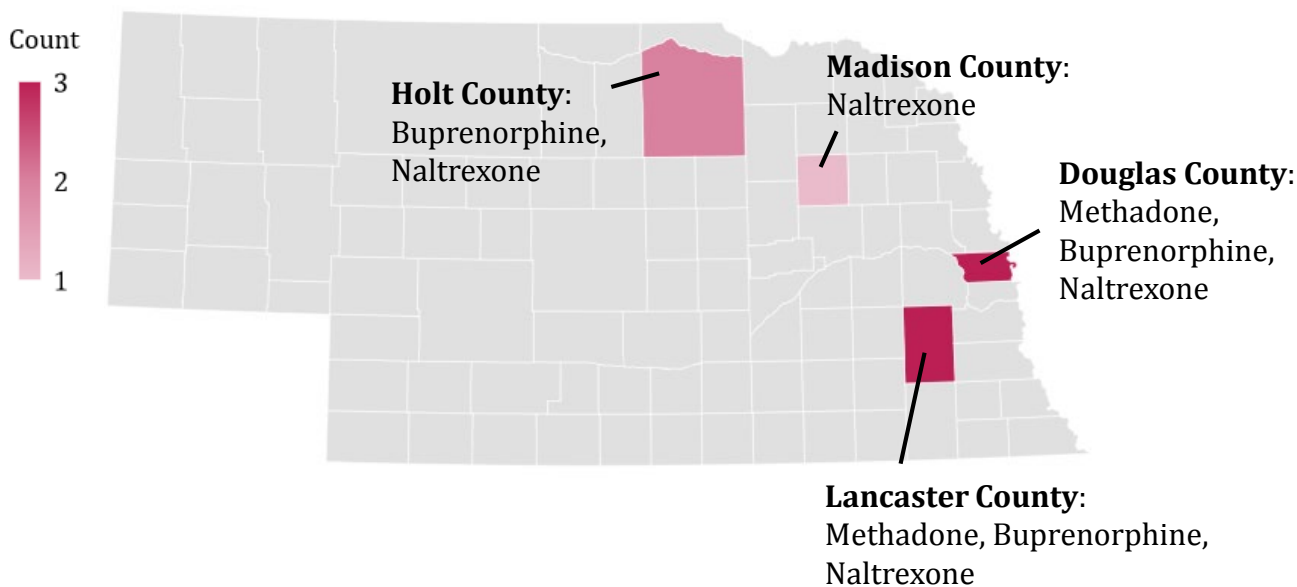 Count
3
2
1
Holt County:
Buprenorphine,
Naltrexone
Madison County:
Naltrexone
Douglas County:
Methadone,
Buprenorphine,
Naltrexone
Lancaster County:
Methadone, Buprenorphine,
Naltrexone